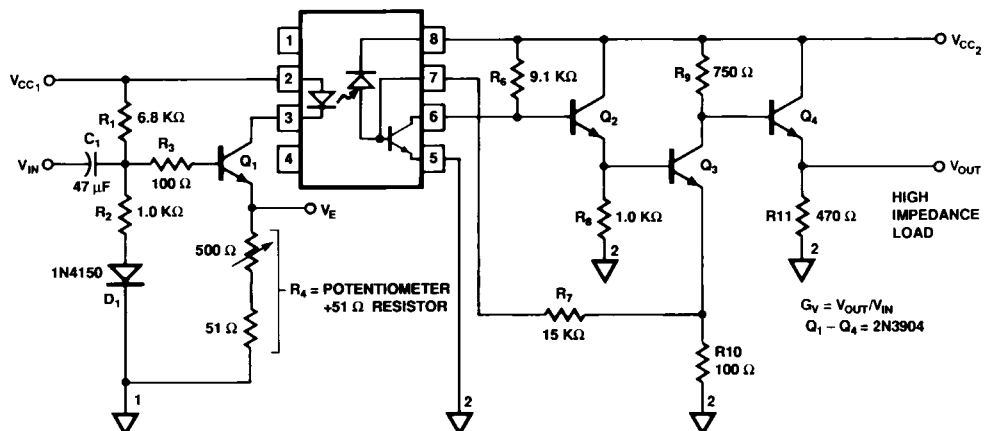 1
2
3
4
8
7
6
5
V_CC1
R1
6.8 KΩ
C1
V_IN
47 μF
R3
100 Ω
Q1
R2
1.0 KΩ
1N4150
D1
V_E
500 Ω
51 Ω
R4 = POTENTIOMETER
+51 Ω RESISTOR
1
2
V_CC2
R6
9.1 KΩ
Q2
R8
1.0 KΩ
2
R9
750 Ω
Q3
Q4
V_OUT
R11
470 Ω
2
HIGH
IMPEDANCE
LOAD
R7
15 KΩ
R10
100 Ω
2
G_V = V_OUT/V_IN
Q1 – Q4 = 2N3904